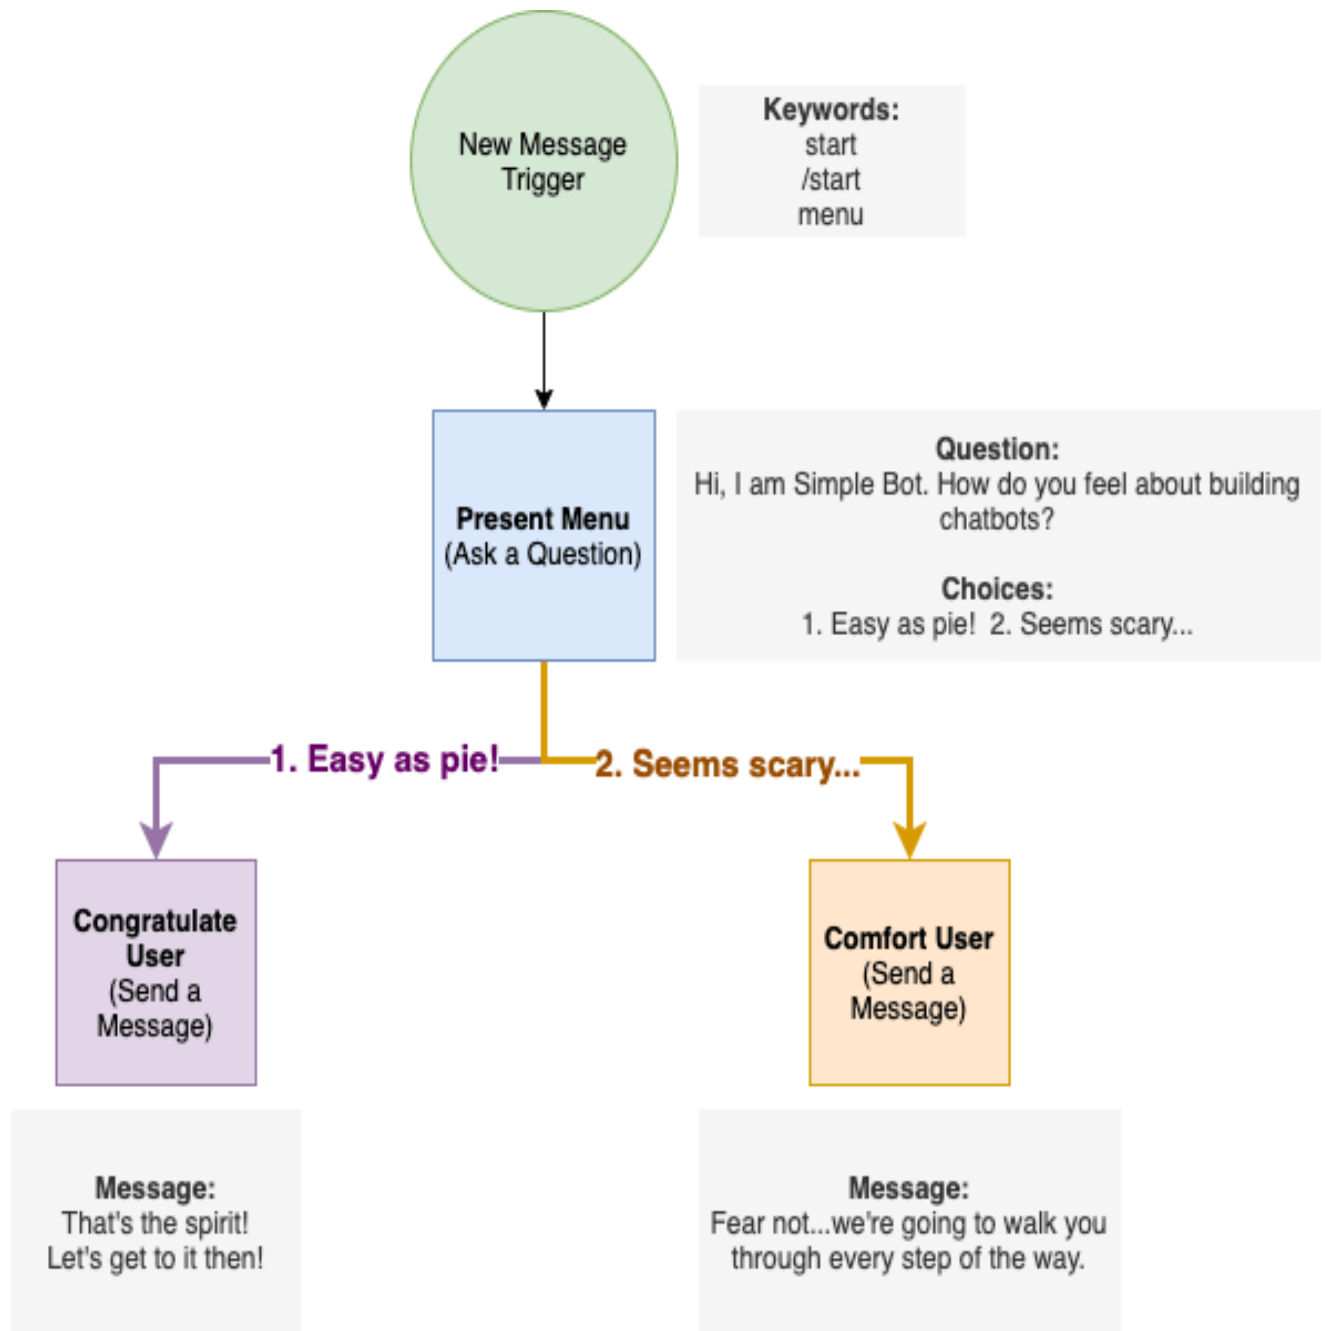 New Message
Trigger
Keywords:
start
/start
menu
Present Menu
(Ask a Question)
Question:
Hi, I am Simple Bot. How do you feel about building
chatbots?
Choices:
1. Easy as pie!  2. Seems scary...
1. Easy as pie!
2. Seems scary...
Congratulate
User
(Send a
Message)
Comfort User
(Send a
Message)
Message:
That's the spirit!
Let's get to it then!
Message:
Fear not...we're going to walk you
through every step of the way.